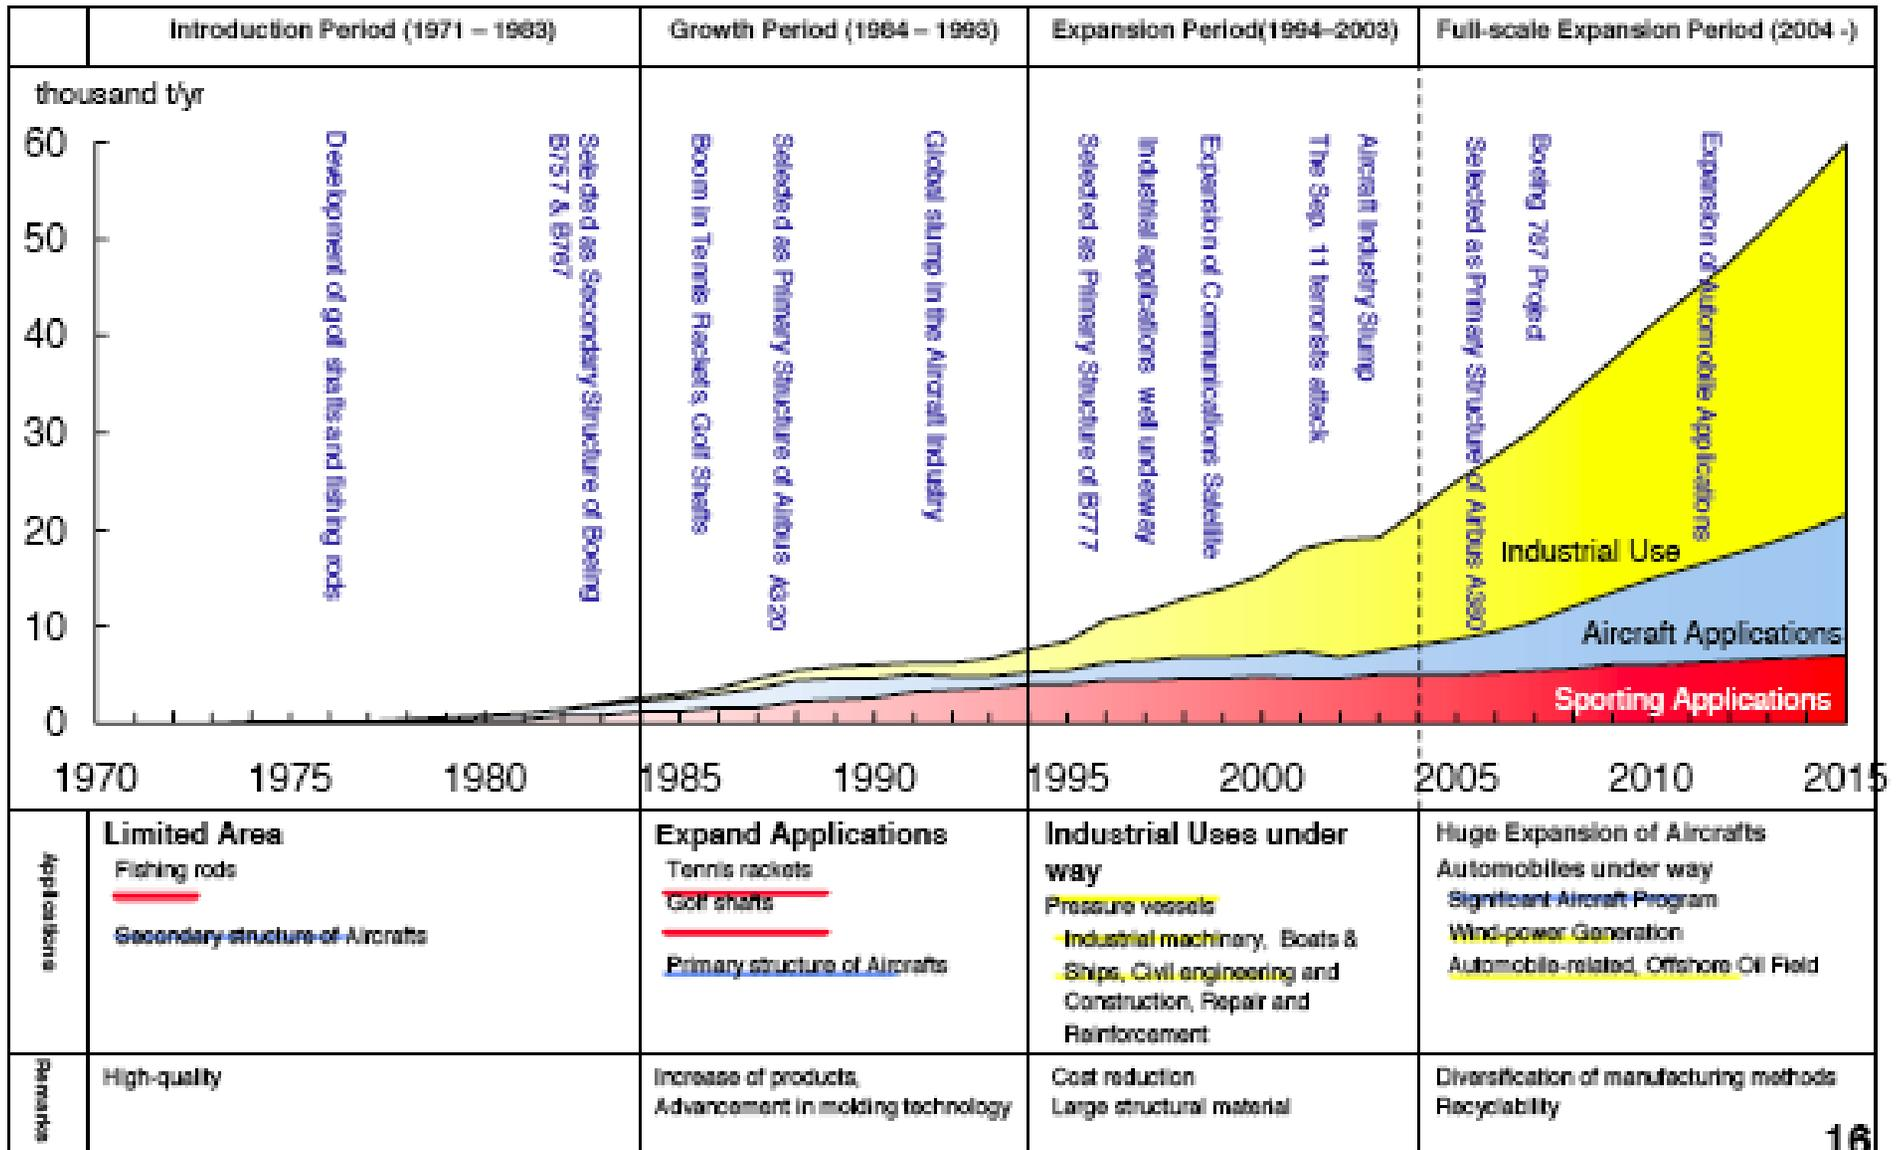 Introduction Period (1971 – 1983)
Growth Period (1984 – 1993)
Expansion Period(1994–2003)
Full-scale Expansion Period (2004 -)
thousand t/yr
60
50
40
30
20
10
0
Development of golf shafts and fishing rods
Selected as Secondary Structure of Boeing
B757 & B767
Boom in Tennis Rackets, Golf Shafts
Selected as Primary Structure of Airbus A320
Global slump in the Aircraft Industry
Selected as Primary Structure of B777
Industrial applications well underway
Expansion of Communications Satellite
The Sep. 11 terrorists attack
Aircraft Industry Slump
Selected as Primary Structure of Airbus A380
Boeing 787 Project
Expansion of Automobile Applications
Industrial Use
Aircraft Applications
Sporting Applications
1970
1975
1980
1985
1990
1995
2000
2005
2010
2015
Applications
Limited Area
Fishing rods
Secondary structure of Aircrafts
Expand Applications
Tennis rackets
Golf shafts
Primary structure of Aircrafts
Industrial Uses under
way
Pressure vessels
Industrial machinery, Boats &
Ships, Civil engineering and
Construction, Repair and
Reinforcement
Huge Expansion of Aircrafts
Automobiles under way
Significant Aircraft Program
Wind-power Generation
Automobile-related, Offshore Oil Field
Remarks
High-quality
Increase of products,
Advancement in molding technology
Cost reduction
Large structural material
Diversification of manufacturing methods
Recyclability
16